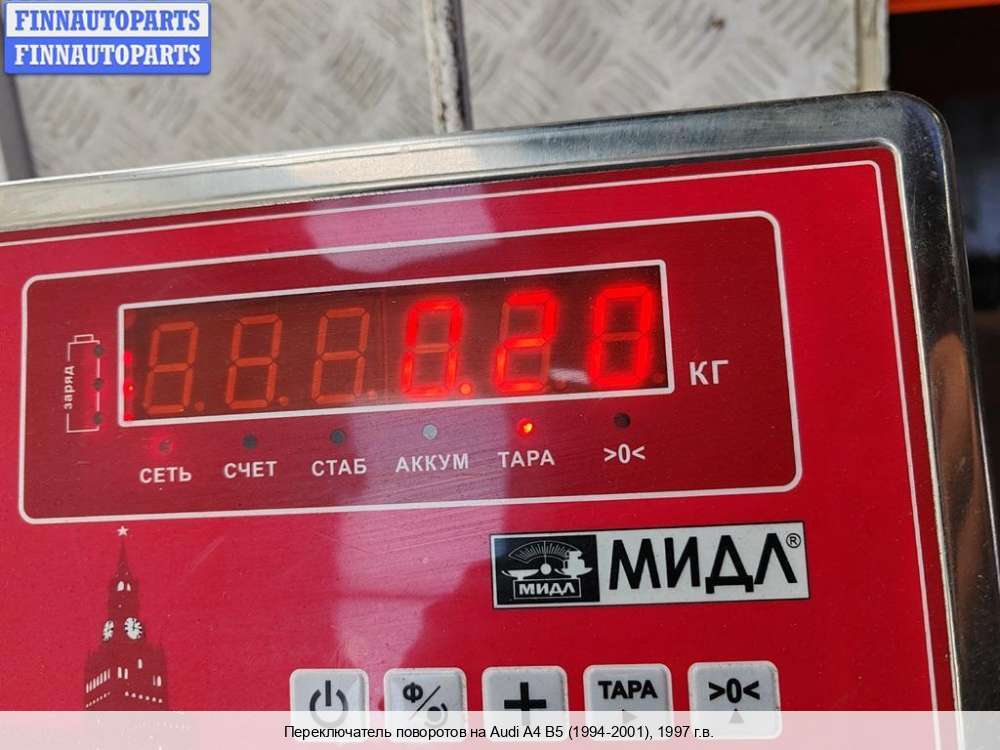 FINNAUTOPARTS
FINNAUTOPARTS
заряд
0.20
КГ
СЕТЬ СЧЕТ СТАБ АККУМ ТАРА >0<
МИДЛ МИДЛ®
Ф ТАРА >0<
Переключатель поворотов на Audi A4 B5 (1994-2001), 1997 г.в.